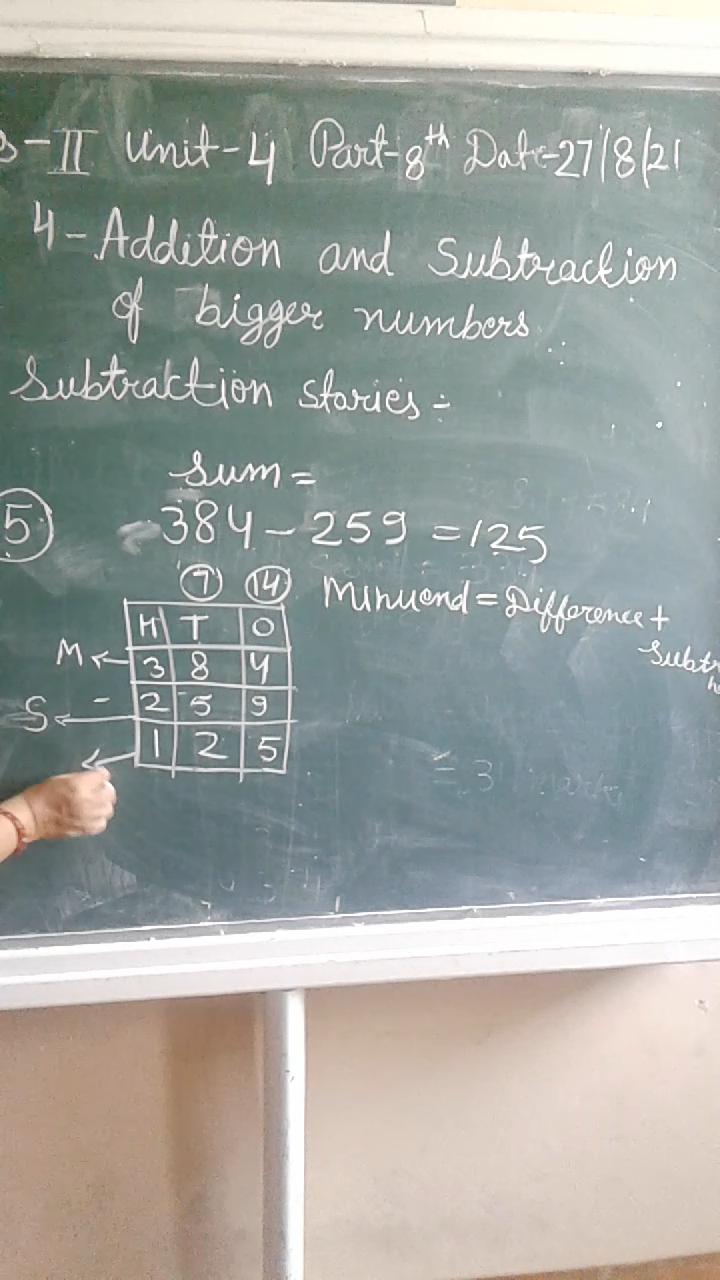 -II Unit-4 Part-8th Date-27/8/21
4-Addition and Subtraction
of bigger numbers
Subtraction stories:-
Sum=
5 384-259=125
7 14
Minuend=Difference+
H T O
M 3 8 4
S - 2 5 9
1 2 5